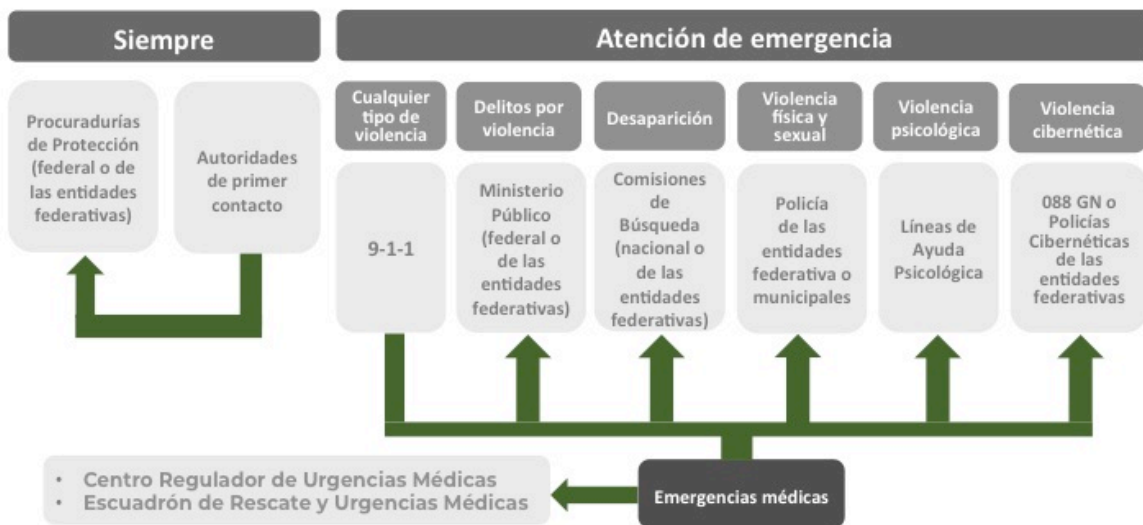 Siempre
Procuradurías
de Protección
(federal o de
las entidades
federativas)
Autoridades
de primer
contacto
Atención de emergencia
Cualquier
tipo de
violencia
9-1-1
Delitos por
violencia
Ministerio
Público
(federal o
de las
entidades
federativas)
Desaparición
Comisiones
de
Búsqueda
(nacional o
de las
entidades
federativas)
Violencia
física y
sexual
Policía
de las
entidades
federativa o
municipales
Violencia
psicológica
Líneas de
Ayuda
Psicológica
Violencia
cibernética
088 GN o
Policías
Cibernéticas
de las
entidades
federativas
• Centro Regulador de Urgencias Médicas
• Escuadrón de Rescate y Urgencias Médicas
Emergencias médicas